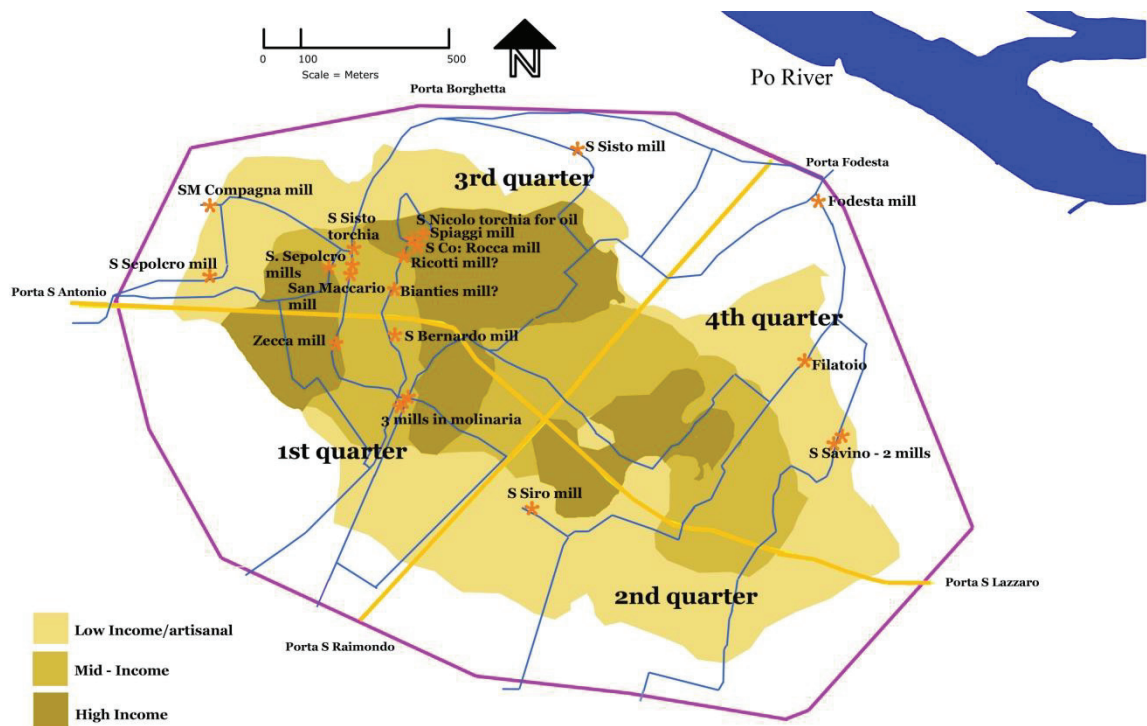 0
100
500
Scale = Meters
N
Po River
Porta Borghetta
Porta Fodesta
S Sisto mill
3rd quarter
SM Compagna mill
Fodesta mill
S Sisto
torchia
S Nicolo torchia for oil
Spiaggi mill
S Co: Rocca mill
Ricotti mill?
S Sepolcro mill
S. Sepolcro
mills
San Maccario
mill
Bianties mill?
Porta S Antonio
4th quarter
Zecca mill
S Bernardo mill
Filatoio
3 mills in molinaria
1st quarter
S Savino - 2 mills
S Siro mill
Porta S Lazzaro
2nd quarter
Low Income/artisanal
Porta S Raimondo
Mid - Income
High Income